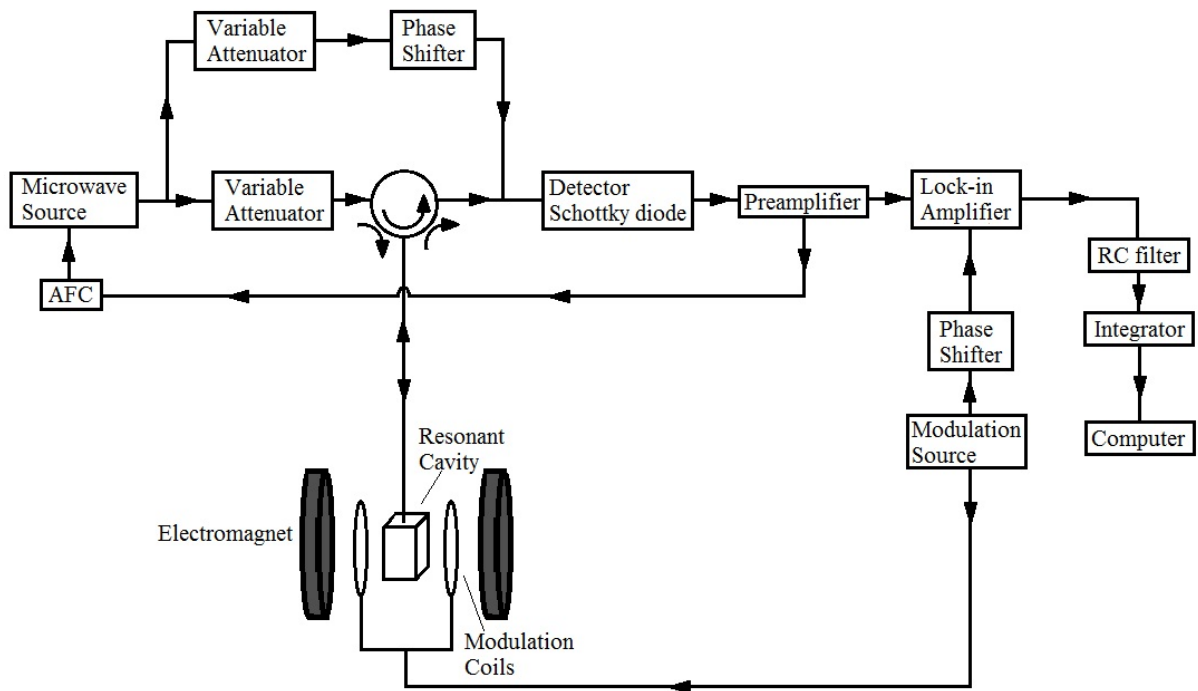 Variable
Attenuator
Phase
Shifter
Microwave
Source
Variable
Attenuator
Detector
Schottky diode
Preamplifier
Lock-in
Amplifier
RC filter
AFC
Phase
Shifter
Integrator
Modulation
Source
Computer
Resonant
Cavity
Electromagnet
Modulation
Coils